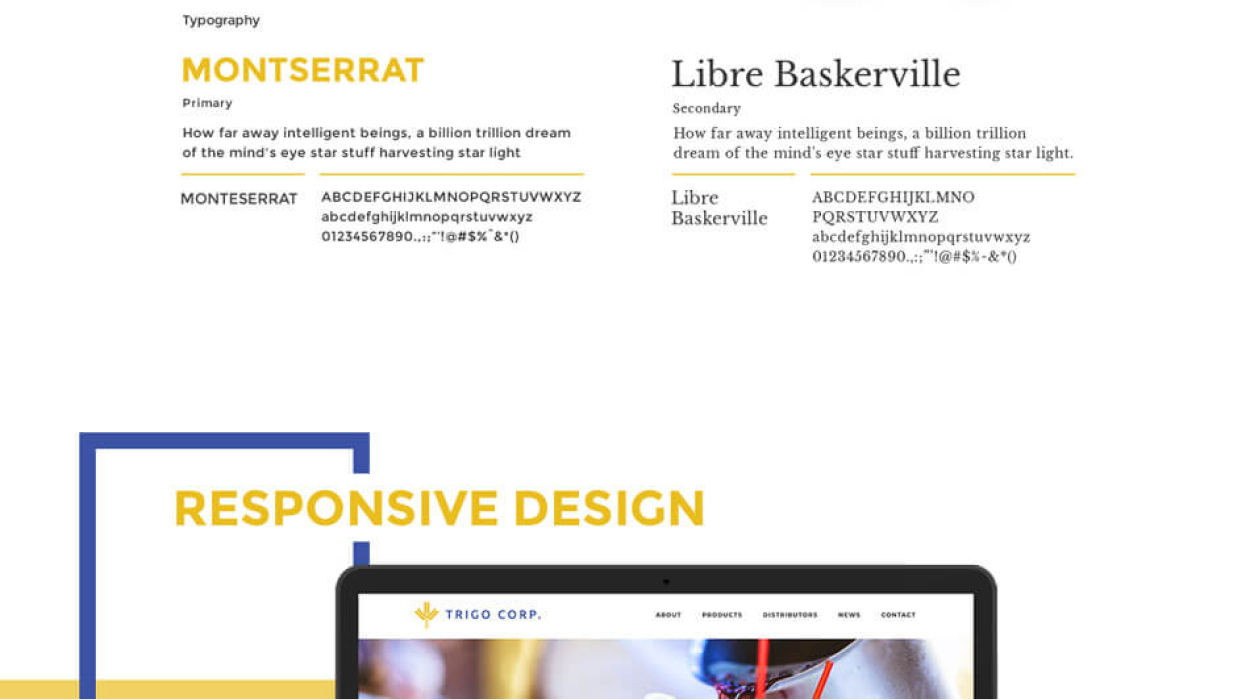 Typography
MONTSERRAT
Primary
How far away intelligent beings, a billion trillion dream
of the mind's eye star stuff harvesting star light
MONTESERRAT
ABCDEFGHIJKLMNOPQRSTUVWXYZ
abcdefghijklmnopqrstuvwxyz
01234567890.,:;"'!@#$%^&*()
Libre Baskerville
Secondary
How far away intelligent beings, a billion trillion
dream of the mind's eye star stuff harvesting star light.
Libre
Baskerville
ABCDEFGHIJKLMNO
PQRSTUVWXYZ
abcdefghijklmnopqrstuvwxyz
01234567890.,:;"'!@#$%-&*()
RESPONSIVE DESIGN
TRIGO CORP.
ABOUT PRODUCTS DISTRIBUTORS NEWS CONTACT